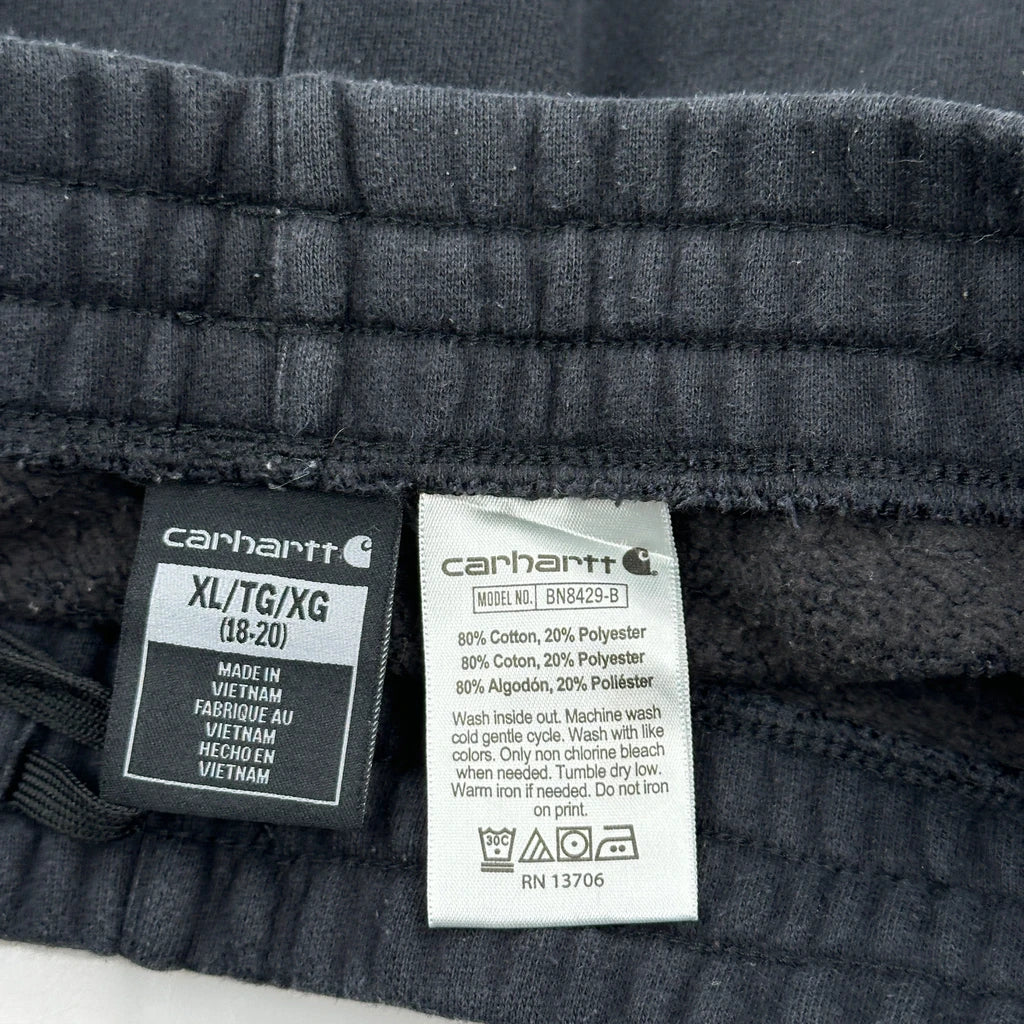 carhartt
XL/TG/XG
(18-20)
MADE IN
VIETNAM
FABRIQUE AU
VIETNAM
HECHO EN
VIETNAM
carhartt
MODEL NO. BN8429-B
80% Cotton, 20% Polyester
80% Coton, 20% Polyester
80% Algodón, 20% Poliéster
Wash inside out. Machine wash
cold gentle cycle. Wash with like
colors. Only non chlorine bleach
when needed. Tumble dry low.
Warm iron if needed. Do not iron
on print.
30C
RN 13706